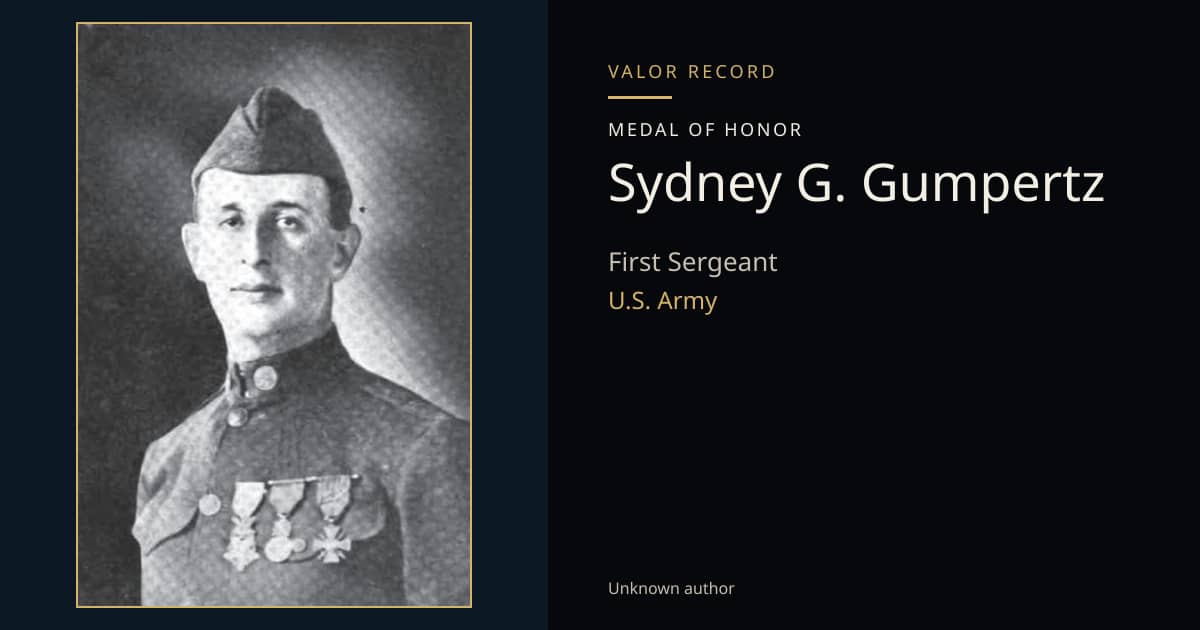 VALOR RECORD
MEDAL OF HONOR
Sydney G. Gumpertz
First Sergeant
U.S. Army
Unknown author